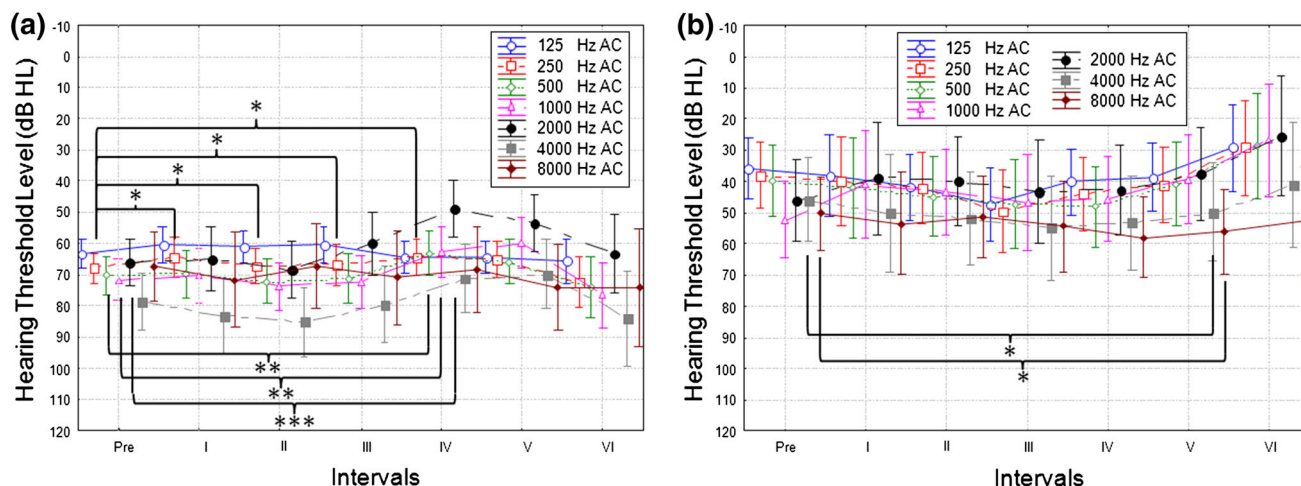 (a)
Hearing Threshold Level (dB HL)
-10
0
10
20
30
40
50
60
70
80
90
100
110
120
125 Hz AC
250 Hz AC
500 Hz AC
1000 Hz AC
2000 Hz AC
4000 Hz AC
8000 Hz AC
*
*
*
*
**
**
***
Pre I II III IV V VI
Intervals
(b)
Hearing Threshold Level (dB HL)
-10
0
10
20
30
40
50
60
70
80
90
100
110
120
125 Hz AC
250 Hz AC
500 Hz AC
1000 Hz AC
2000 Hz AC
4000 Hz AC
8000 Hz AC
*
*
Pre I II III IV V VI
Intervals